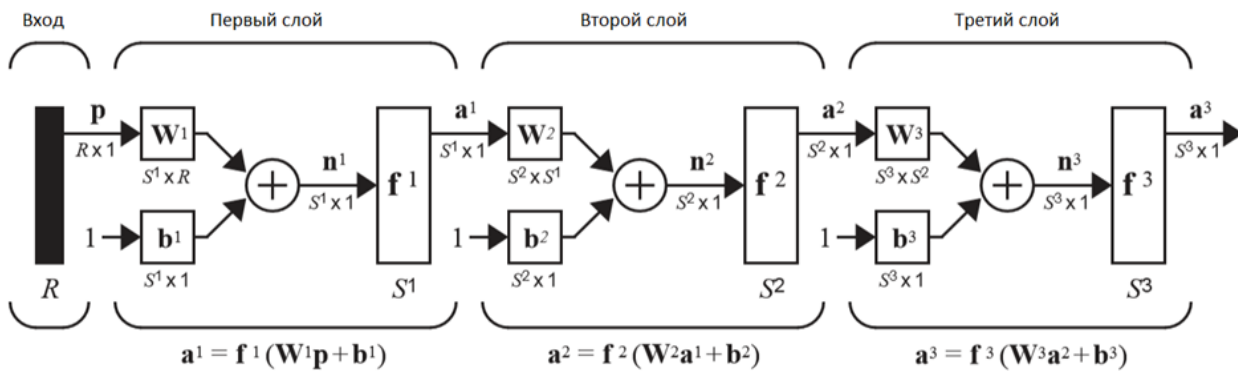 Вход Первый слой Второй слой Третий слой
p a¹ a² a³
W¹ W² W³
R x 1 S¹ x 1 S² x 1 S³ x 1
S¹ x R n¹ S² x S¹ n² S³ x S² n³
+ f ¹ + f ² + f ³
S¹ x 1 S² x 1 S³ x 1
1 b¹ 1 b² 1 b³
S¹ x 1 S² x 1 S³ x 1
R S¹ S² S³
a¹ = f ¹ (W¹p + b¹) a² = f ² (W²a¹ + b²) a³ = f ³ (W³a² + b³)